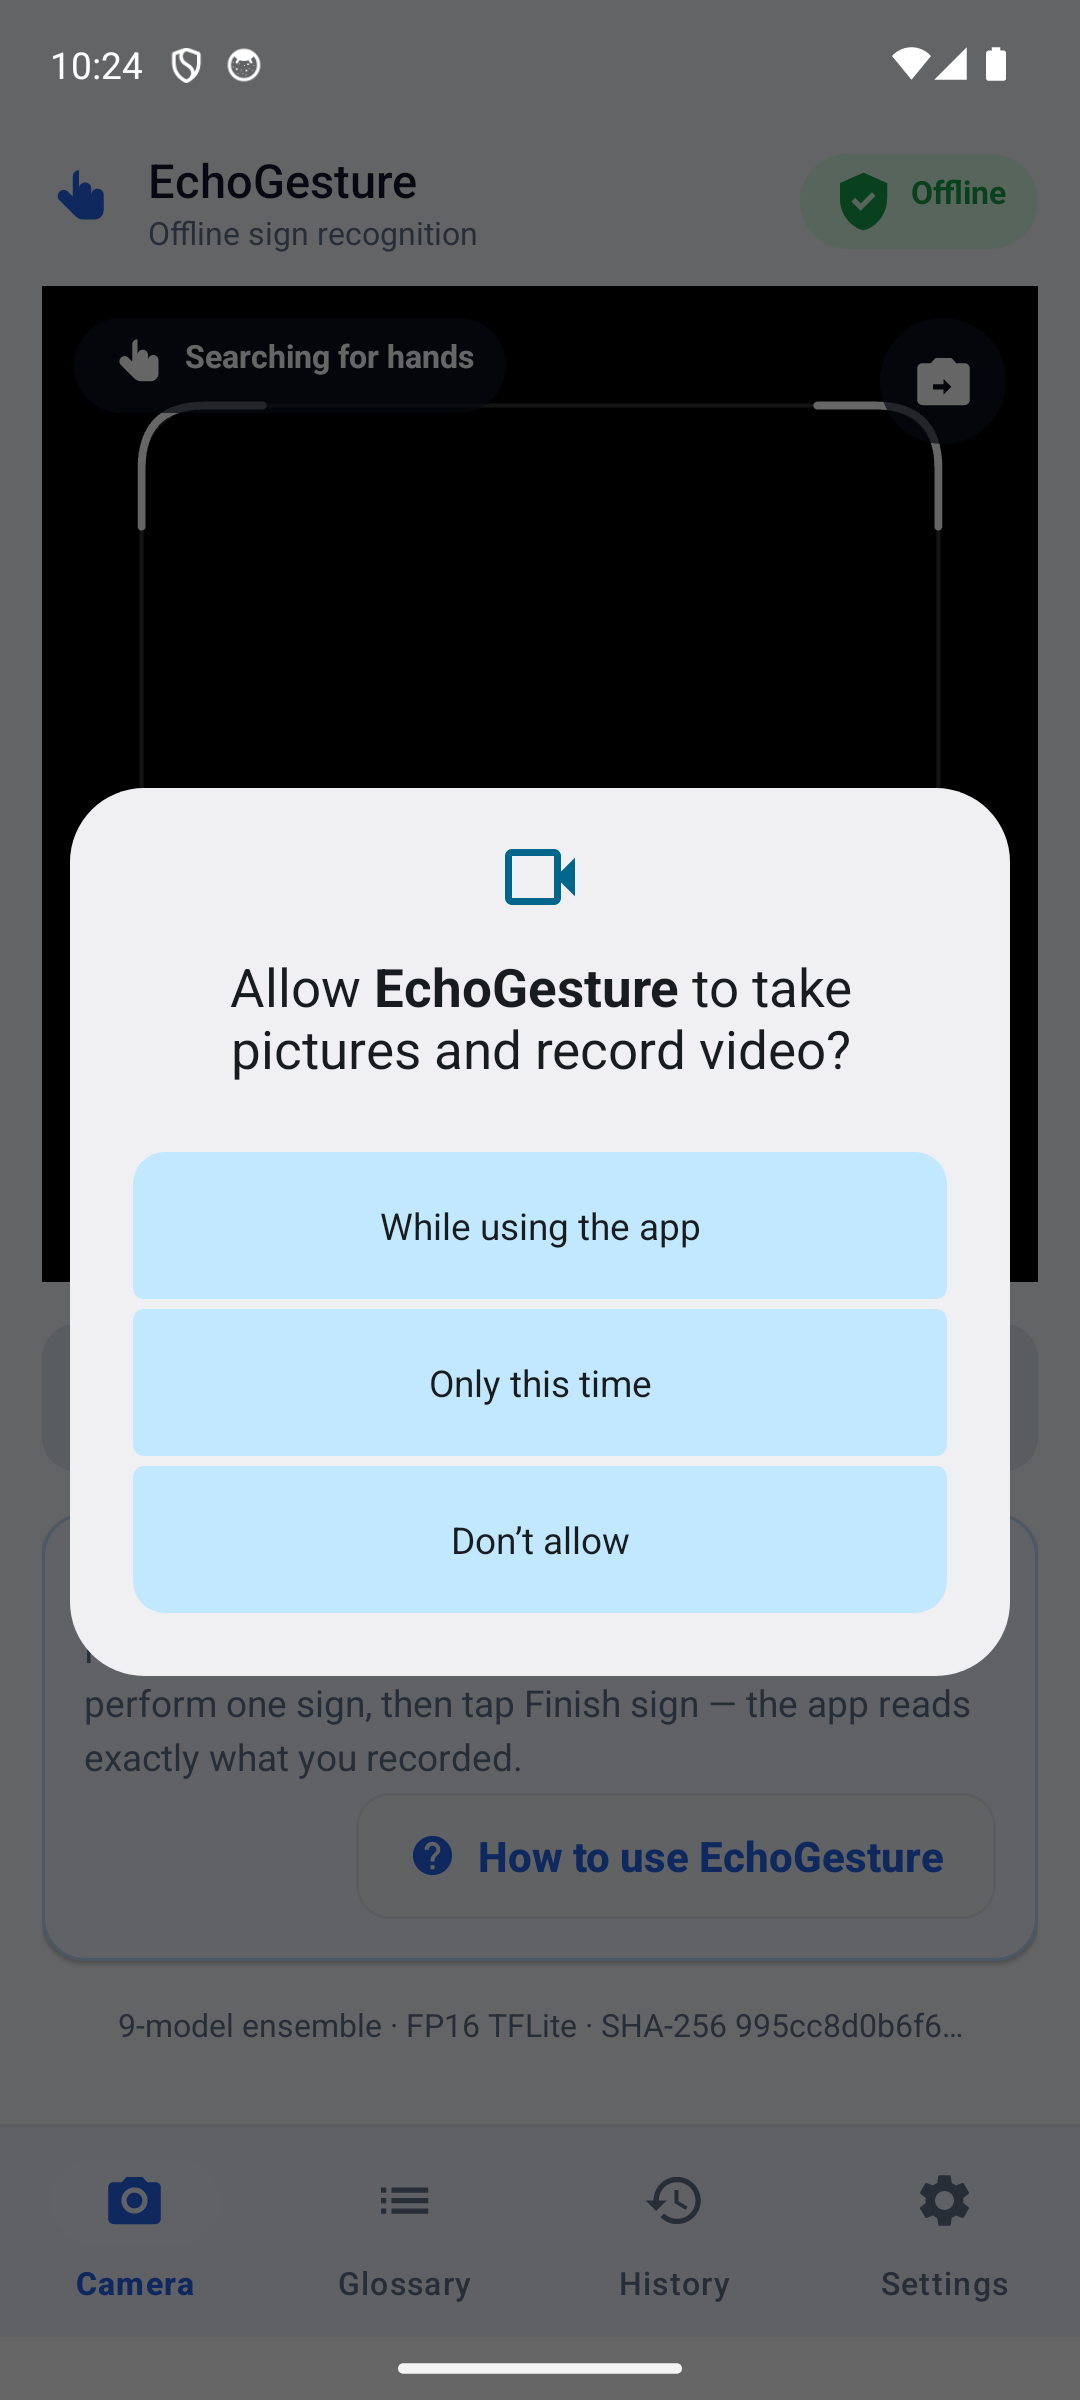 10:24
EchoGesture
Offline sign recognition
Offline
Searching for hands
Allow EchoGesture to take
pictures and record video?
While using the app
Only this time
Don’t allow
perform one sign, then tap Finish sign — the app reads
exactly what you recorded.
How to use EchoGesture
9-model ensemble · FP16 TFLite · SHA-256 995cc8d0b6f6…
Camera
Glossary
History
Settings